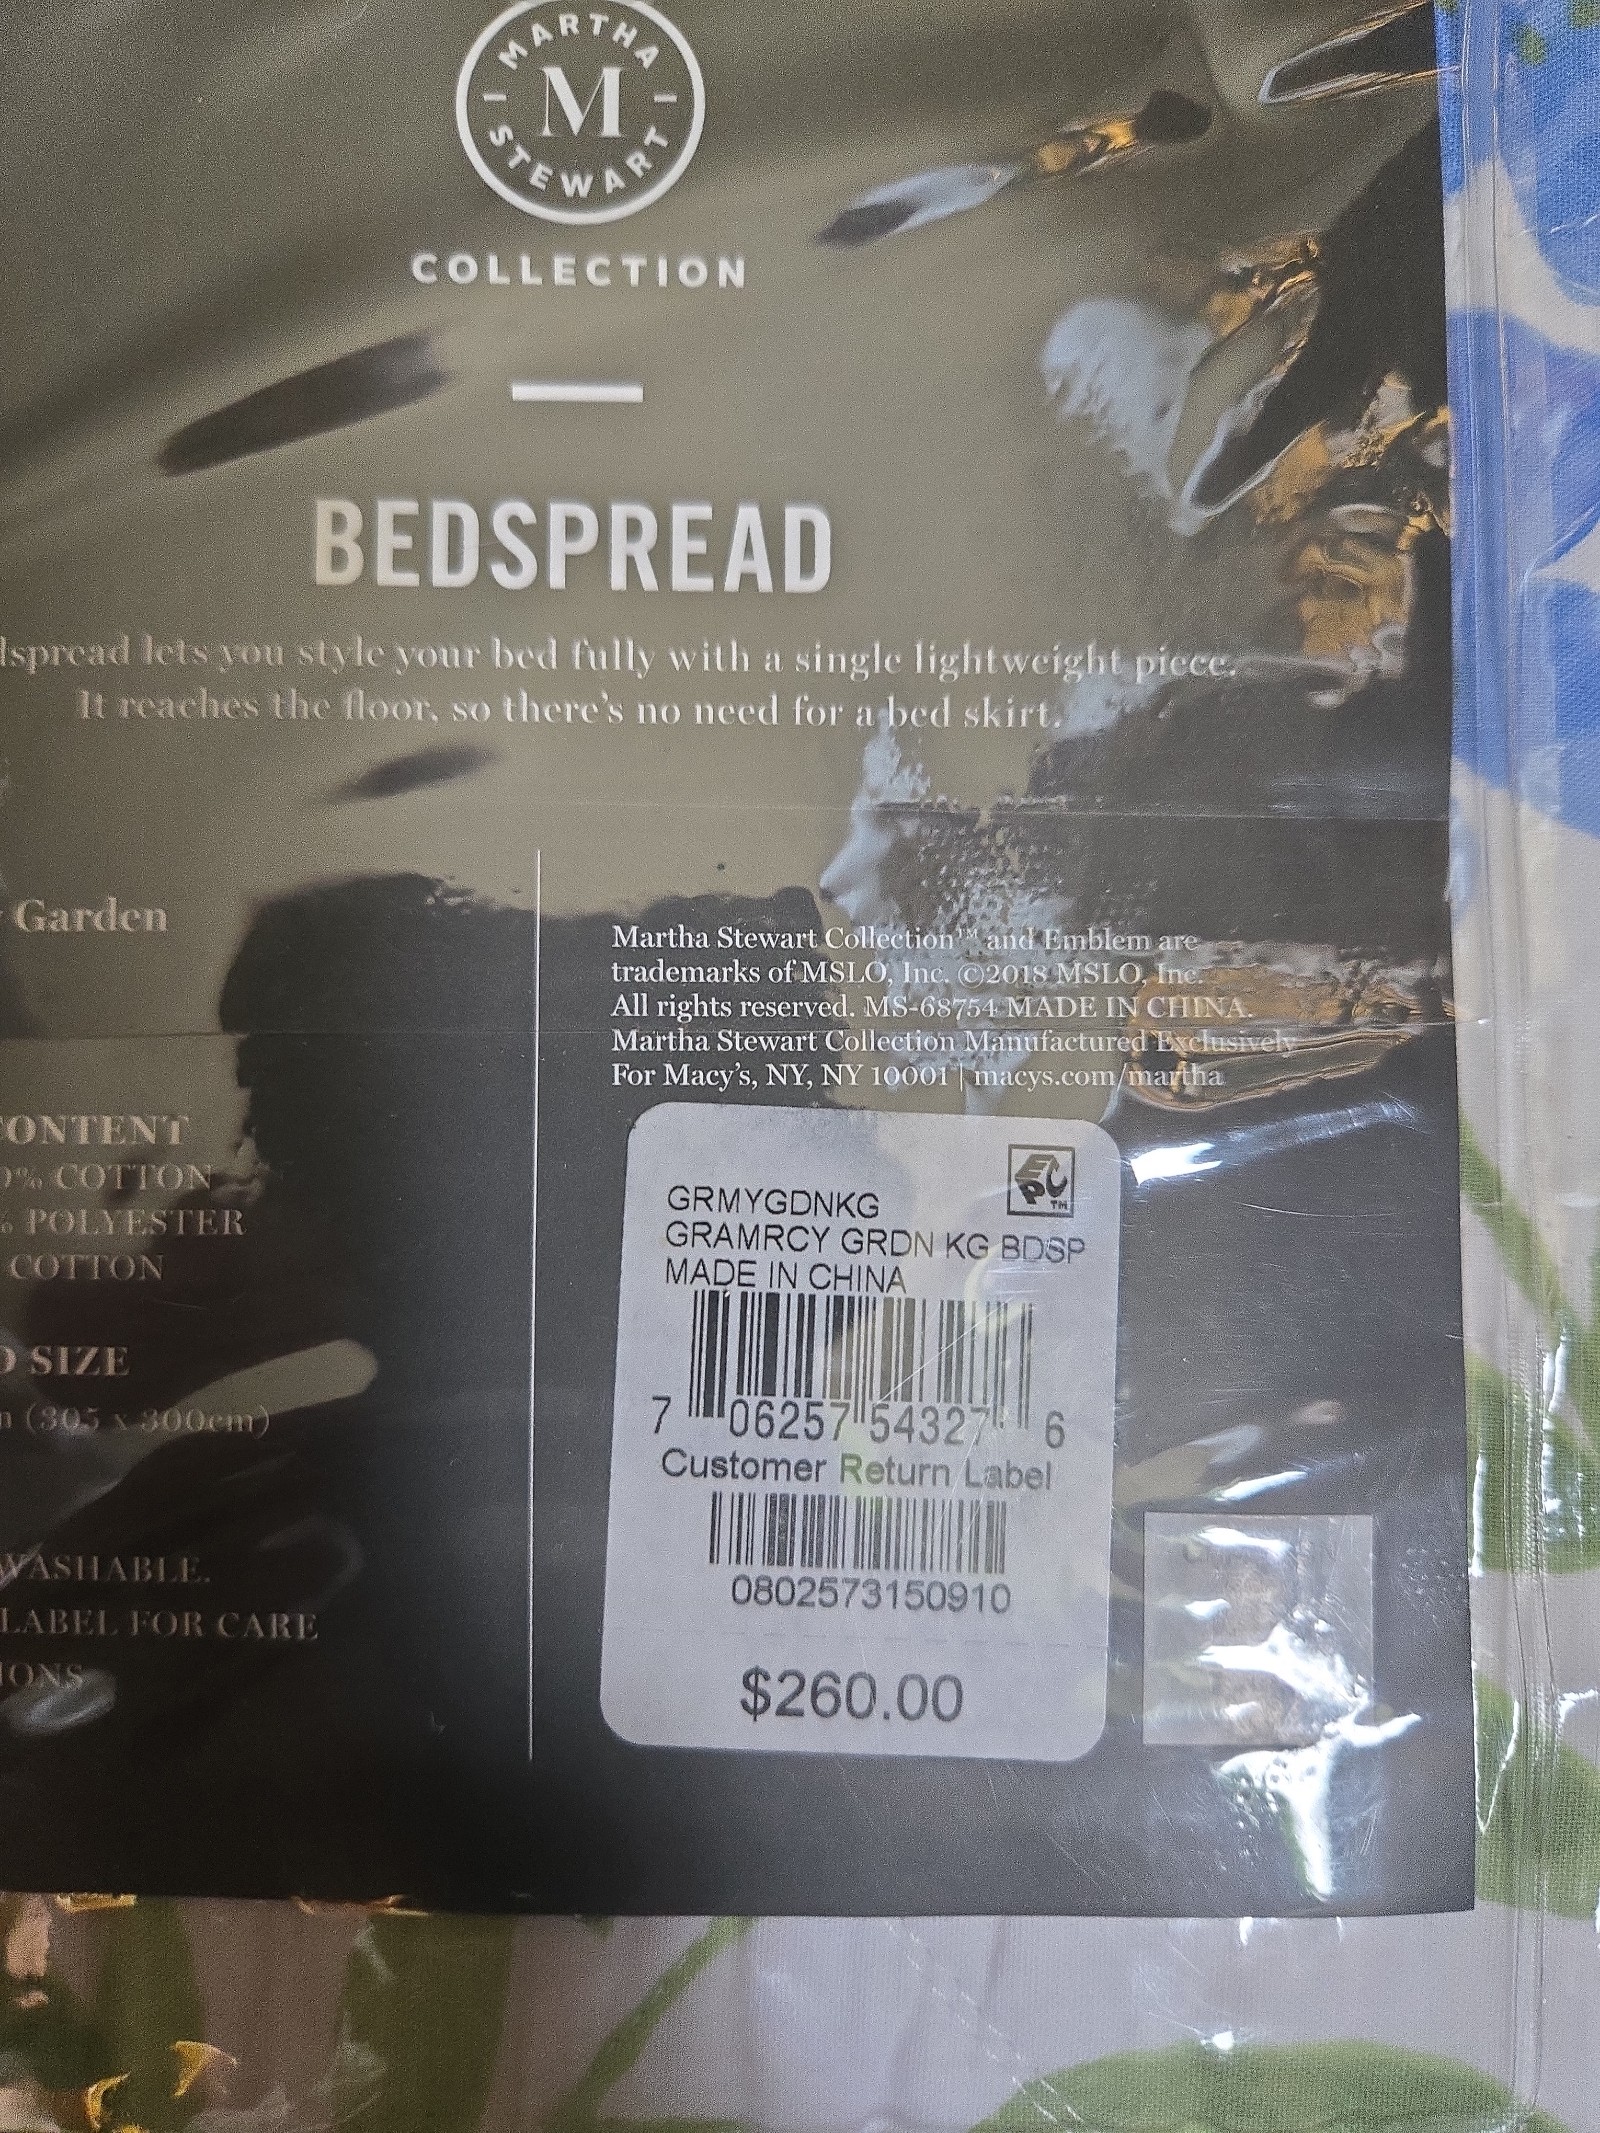 MARTHA
M
STEWART
COLLECTION
BEDSPREAD
lets you style your bed fully with a single lightweight piece.
It reaches the floor, so there's no need for a bed skirt.
Garden
COTTON
POLYESTER
COTTON
SIZE
(305 x 300cm)
WASHABLE.
LABEL FOR CARE
Martha Stewart Collection™ and Emblem are
trademarks of MSLO, Inc. ©2018 MSLO, Inc.
All rights reserved. MS-68754 MADE IN CHINA.
Martha Stewart Collection Manufactured Exclusively
For Macy's, NY, NY 10001 | macys.com/martha
EPC™
GRMYGDNKG
GRAMRCY GRDN KG BDSP
MADE IN CHINA
7 06257 54327 6
Customer Return Label
0802573150910
$260.00